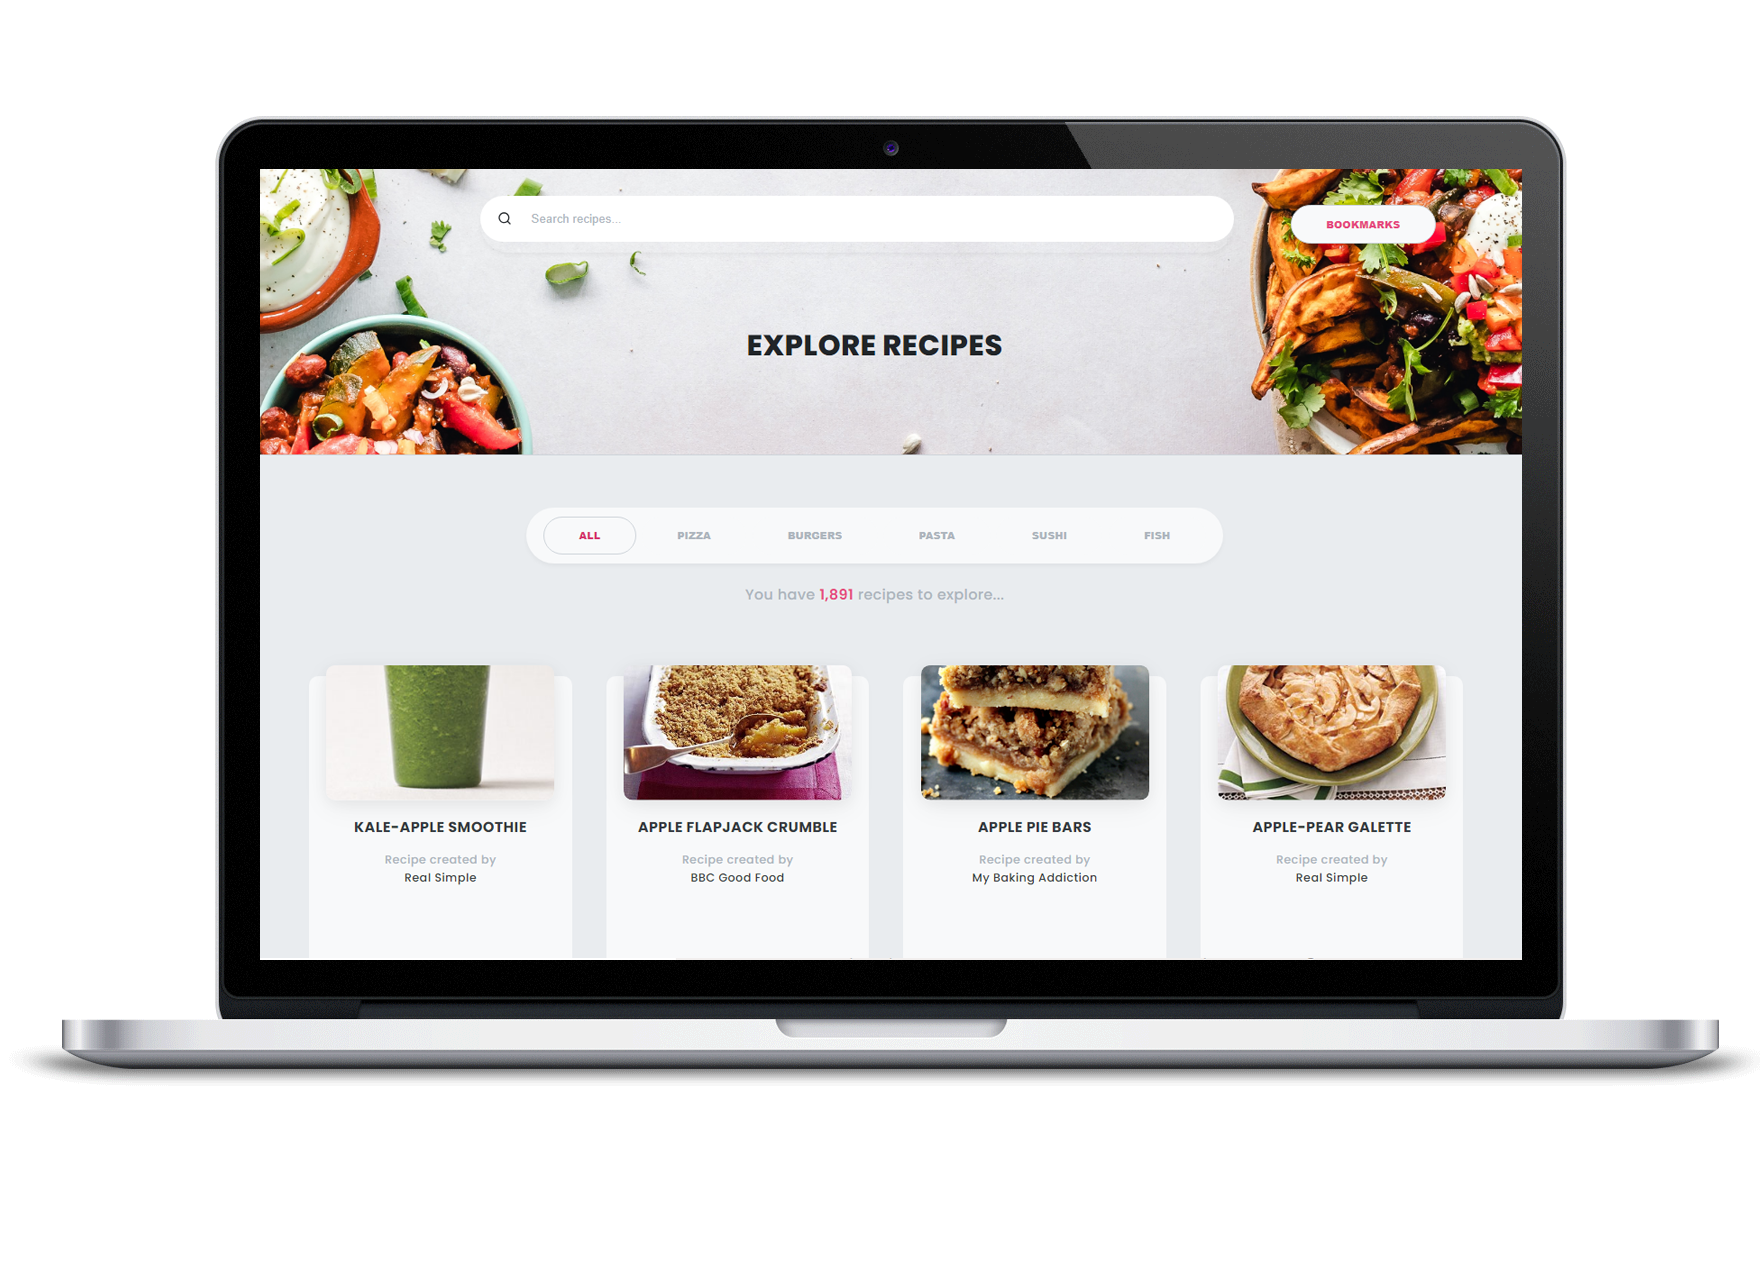 Search recipes...
BOOKMARKS
EXPLORE RECIPES
ALL
PIZZA
BURGERS
PASTA
SUSHI
FISH
You have 1,891 recipes to explore...
KALE-APPLE SMOOTHIE
Recipe created by
Real Simple
APPLE FLAPJACK CRUMBLE
Recipe created by
BBC Good Food
APPLE PIE BARS
Recipe created by
My Baking Addiction
APPLE-PEAR GALETTE
Recipe created by
Real Simple